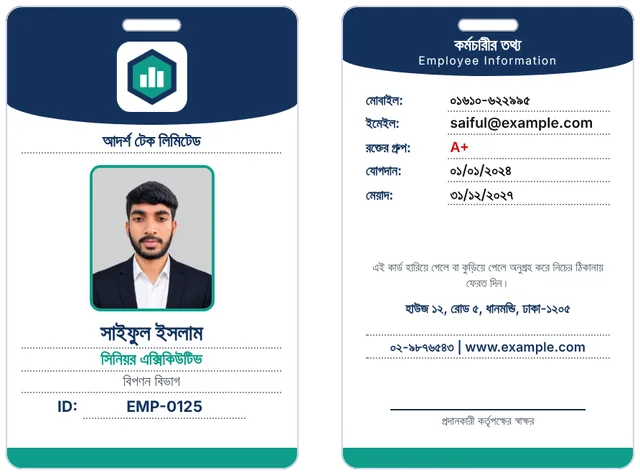 আদর্শ টেক লিমিটেড
সাইফুল ইসলাম
সিনিয়র এক্সিকিউটিভ
বিপণন বিভাগ
ID: EMP-0125
কর্মচারীর তথ্য
Employee Information
মোবাইল: ০১৬১০-৬২২৯৯৫
ইমেইল: saiful@example.com
রক্তের গ্রুপ: A+
যোগদান: ০১/০১/২০২৪
মেয়াদ: ৩১/১২/২০২৭
এই কার্ড হারিয়ে গেলে বা কুড়িয়ে পেলে অনুগ্রহ করে নিচের ঠিকানায়
ফেরত দিন।
হাউজ ১২, রোড ৫, ধানমন্ডি, ঢাকা-১২০৫
০২-৯৮৭৬৫৪৩ | www.example.com
প্রদানকারী কর্তৃপক্ষের স্বাক্ষর